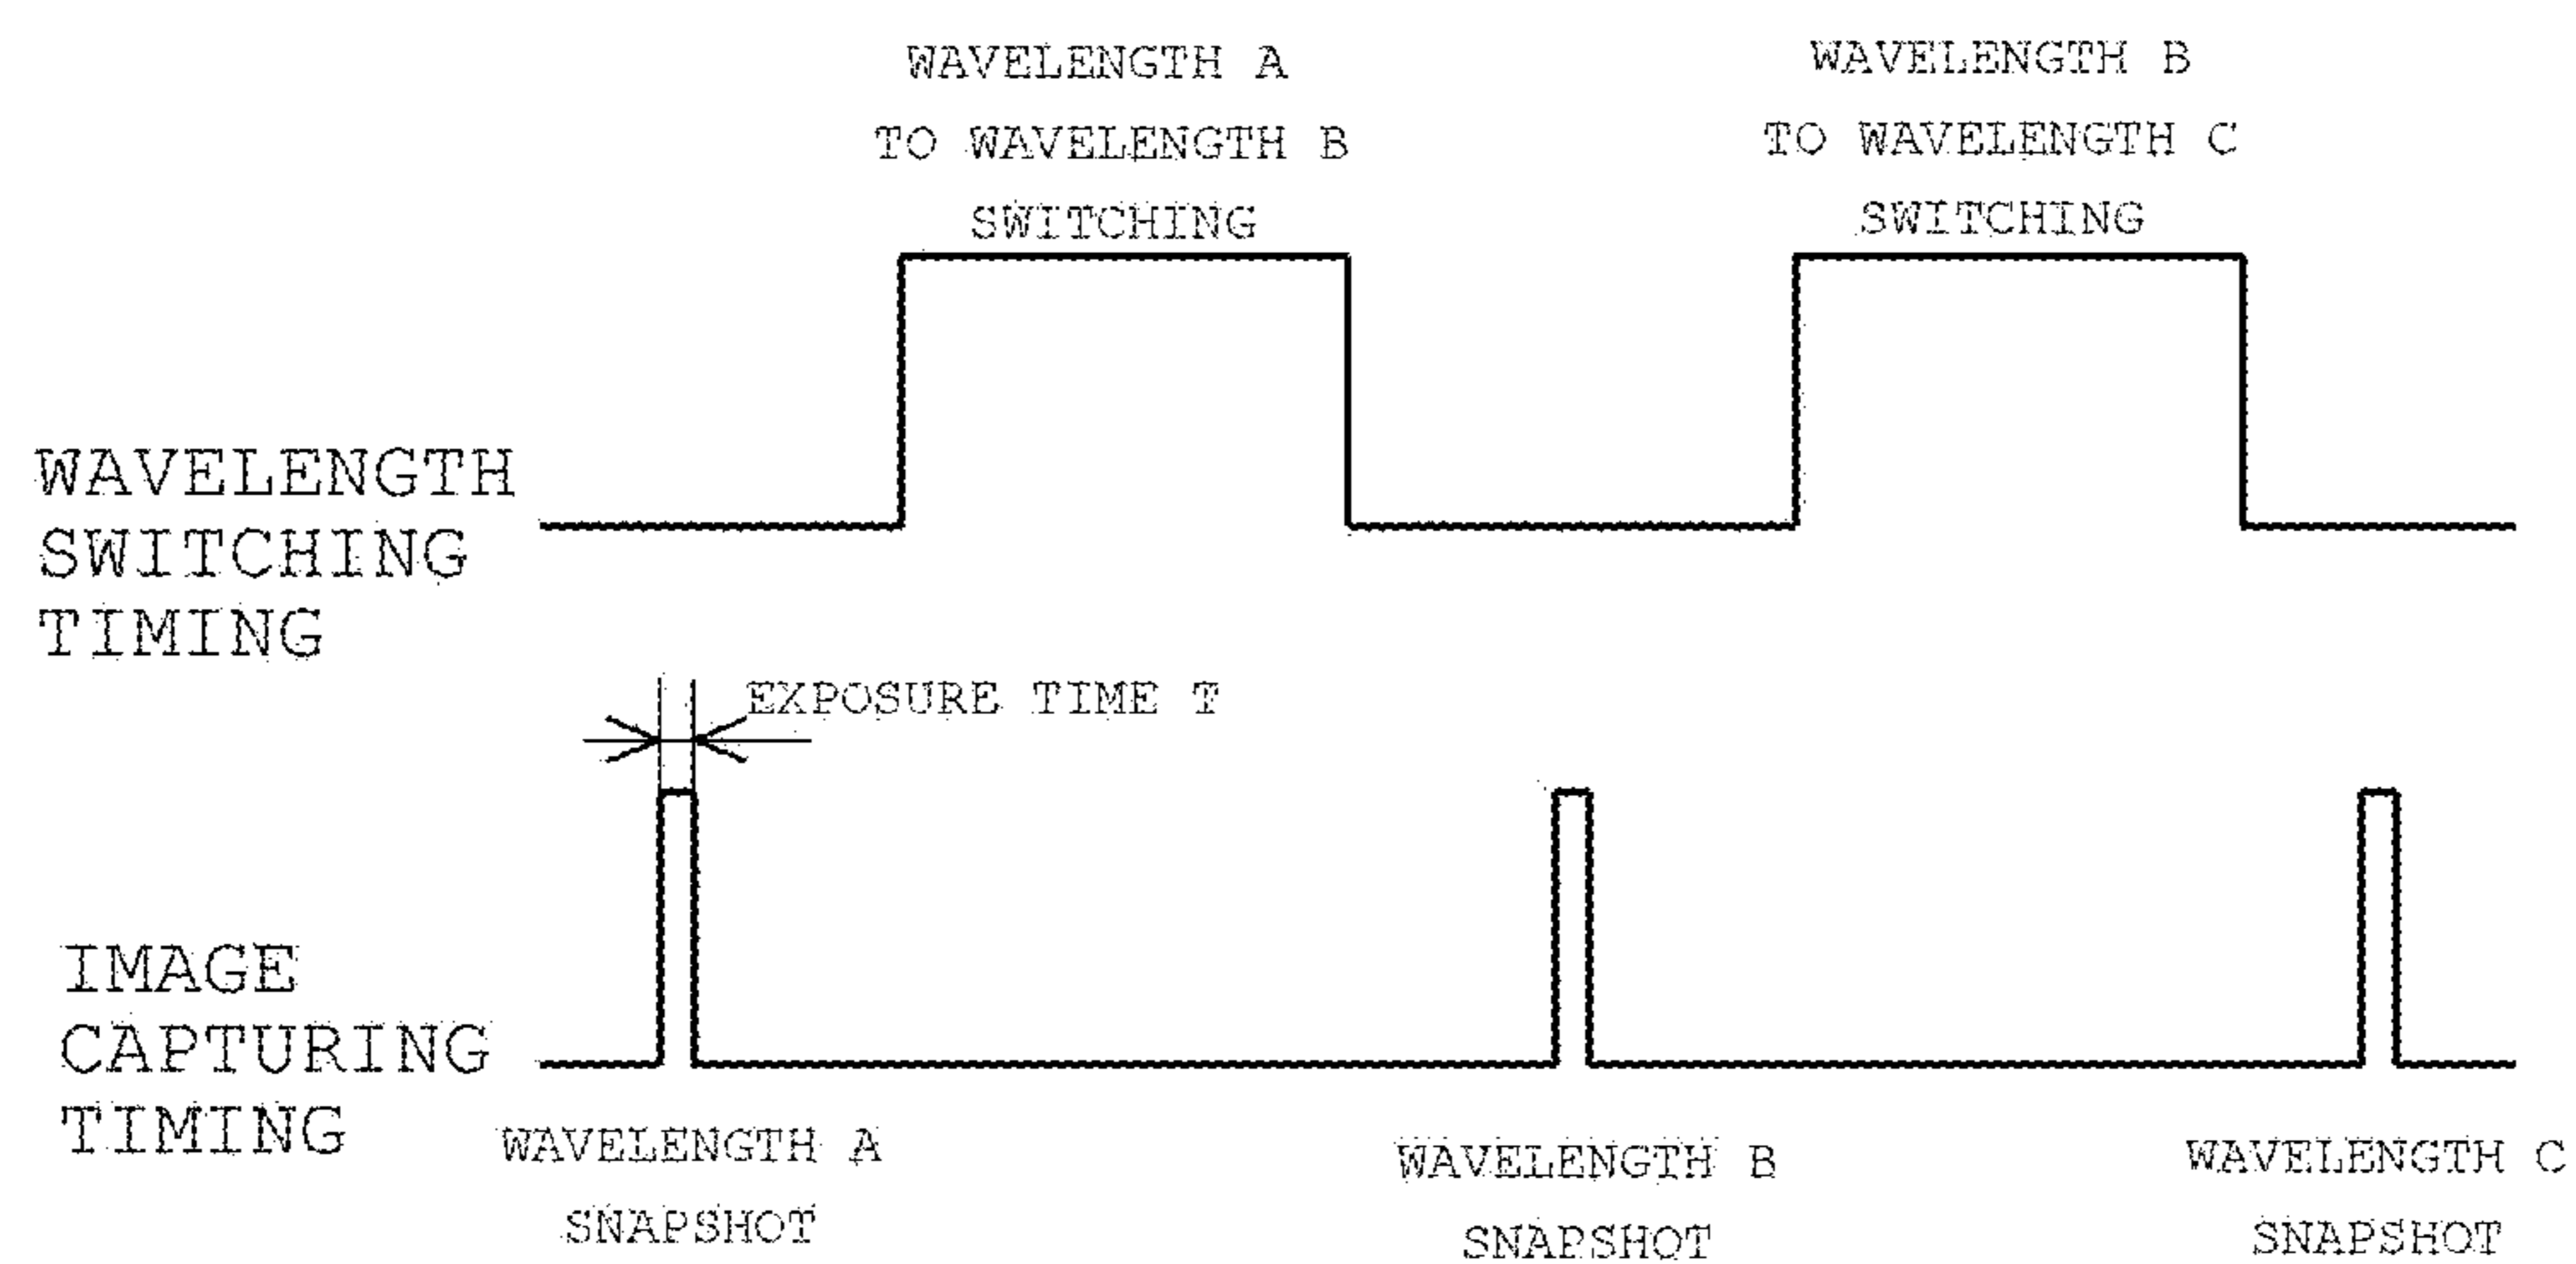 WAVELENGTH A
TO WAVELENGTH B
SWITCHING
WAVELENGTH B
TO WAVELENGTH C
SWITCHING
WAVELENGTH
SWITCHING
TIMING
EXPOSURE TIME T
IMAGE
CAPTURING
TIMING
WAVELENGTH A
SNAPSHOT
WAVELENGTH B
SNAPSHOT
WAVELENGTH C
SNAPSHOT